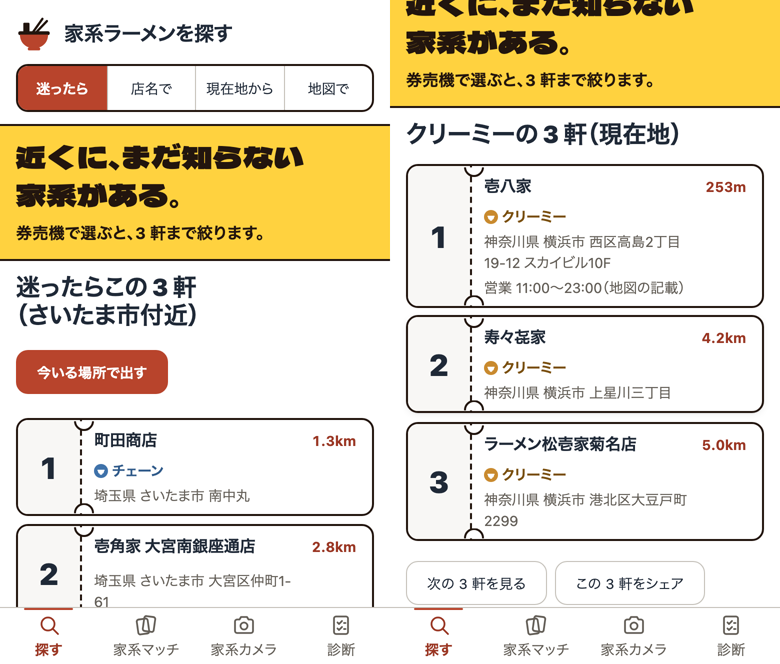 家系ラーメンを探す
迷ったら
店名で
現在地から
地図で
近くに、まだ知らない
家系がある。
券売機で選ぶと、3 軒まで絞ります。
迷ったらこの 3 軒
（さいたま市付近）
今いる場所で出す
1
町田商店
1.3km
チェーン
埼玉県 さいたま市 南中丸
2
壱角家 大宮南銀座通店
2.8km
埼玉県 さいたま市 大宮区仲町1-
61
探す
家系マッチ
家系カメラ
診断
近くに、まだ知らない
家系がある。
券売機で選ぶと、3 軒まで絞ります。
クリーミーの 3 軒（現在地）
1
壱八家
253m
クリーミー
神奈川県 横浜市 西区高島2丁目
19-12 スカイビル10F
営業 11:00〜23:00（地図の記載）
2
寿々㐂家
4.2km
クリーミー
神奈川県 横浜市 上星川三丁目
3
ラーメン松壱家菊名店
5.0km
クリーミー
神奈川県 横浜市 港北区大豆戸町
2299
次の 3 軒を見る
この 3 軒をシェア
探す
家系マッチ
家系カメラ
診断